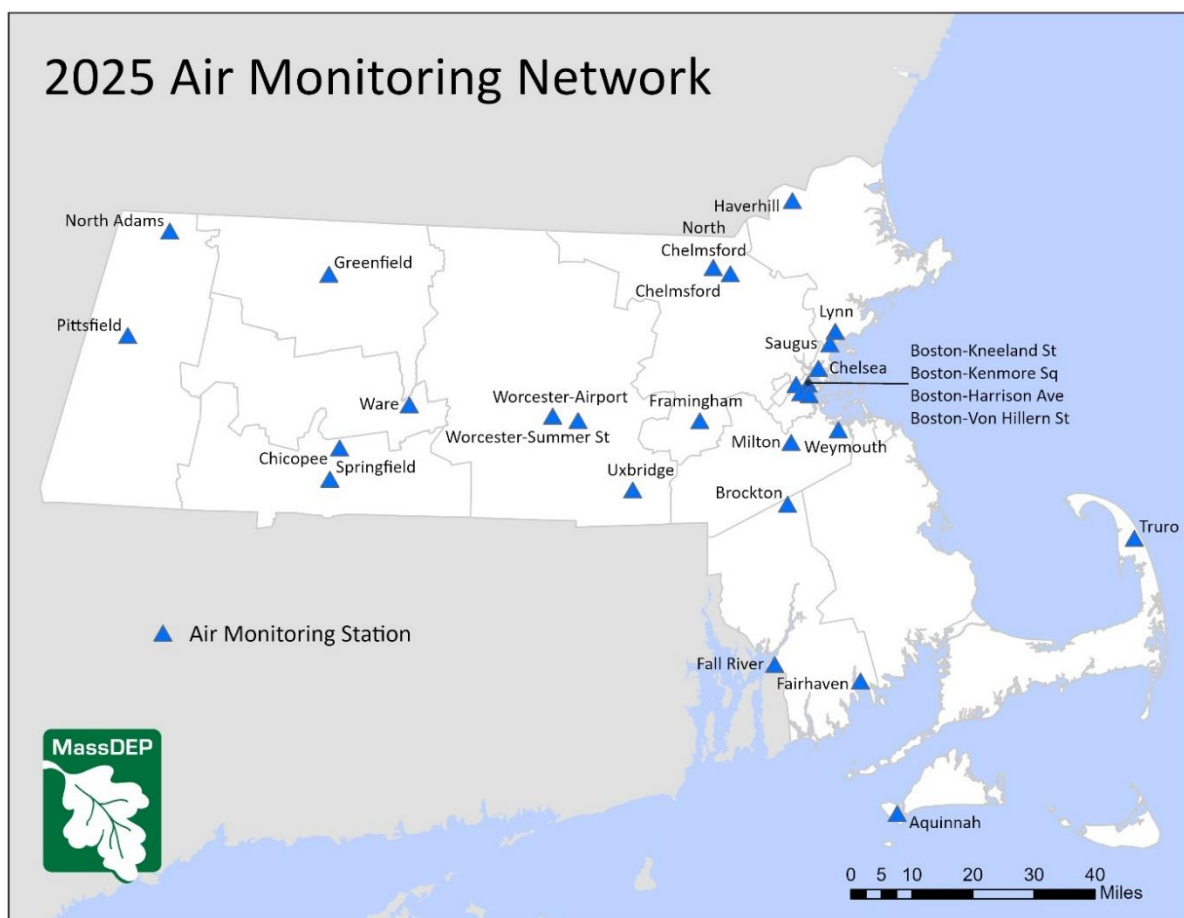 2025 Air Monitoring Network
Haverhill
North Adams
North
Chelmsford
Greenfield
Chelmsford
Lynn
Pittsfield
Saugus
Boston-Kneeland St
Chelsea
Boston-Kenmore Sq
Boston-Harrison Ave
Boston-Von Hillern St
Ware
Worcester-Airport
Framingham
Worcester-Summer St
Milton
Weymouth
Chicopee
Springfield
Uxbridge
Brockton
Truro
Air Monitoring Station
Fall River
Fairhaven
MassDEP
Aquinnah
0 5 10 20 30 40
Miles